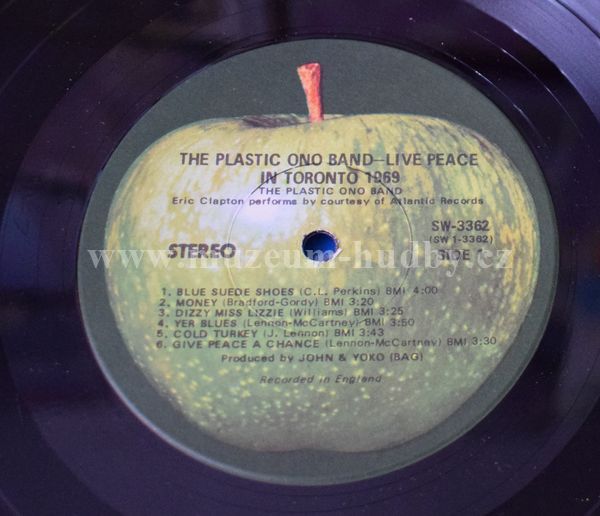 THE PLASTIC ONO BAND—LIVE PEACE
IN TORONTO 1969
THE PLASTIC ONO BAND
Eric Clapton performs by courtesy of Atlantic Records
STEREO
SW-3362
(SW 1-3362)
SIDE 1
www.muzeum-hudby.cz
1. BLUE SUEDE SHOES (C.L. Perkins) BMI 4:00
2. MONEY (Bradford-Gordy) BMI 3:20
3. DIZZY MISS LIZZIE (Williams) BMI 3:25
4. YER BLUES (Lennon-McCartney) BMI 3:50
5. COLD TURKEY (J. Lennon) BMI 3:43
6. GIVE PEACE A CHANCE (Lennon-McCartney) BMI 3:30
Produced by JOHN & YOKO (BAG)
Recorded in England